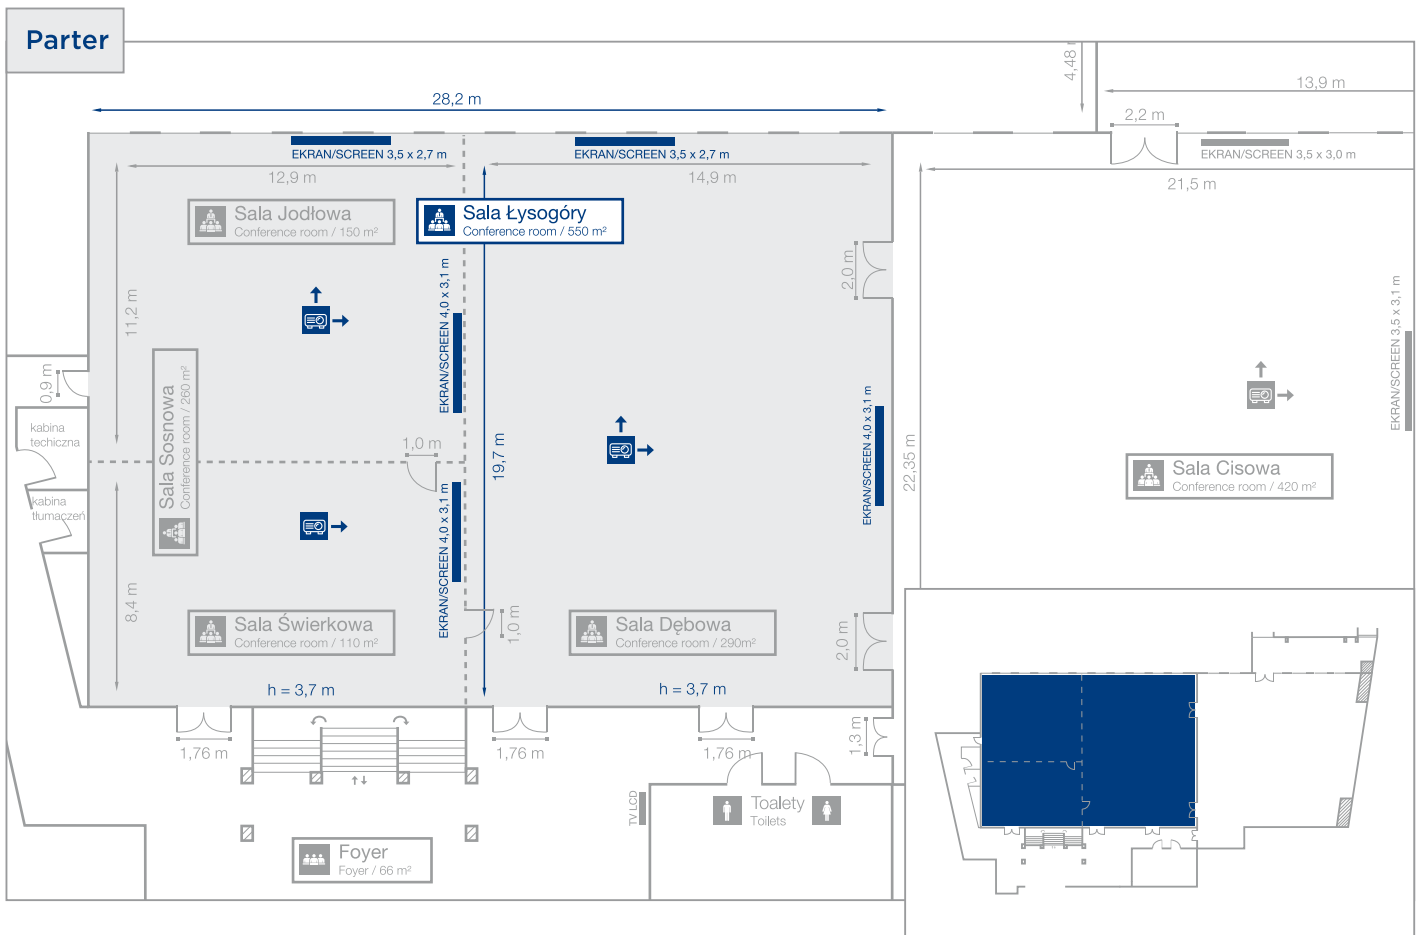 Parter
28,2 m
4,48
13,9 m
2,2 m
EKRAN/SCREEN 3,5 x 2,7 m
EKRAN/SCREEN 3,5 x 2,7 m
EKRAN/SCREEN 3,5 x 3,0 m
12,9 m
14,9 m
21,5 m
Sala Jodłowa
Conference room / 150 m²
Sala Łysogóry
Conference room / 550 m²
2,0 m
11,2 m
EKRAN/SCREEN 4,0 x 3,1 m
EKRAN/SCREEN 3,5 x 3,1 m
0,9 m
kabina
techiczna
Sala Sosnowa
Conference room / 260 m²
1,0 m
19,7 m
EKRAN/SCREEN 4,0 x 3,1 m
22,35 m
Sala Cisowa
Conference room / 420 m²
kabina
tłumaczeń
EKRAN/SCREEN 4,0 x 3,1 m
8,4 m
Sala Świerkowa
Conference room / 110 m²
1,0 m
Sala Dębowa
Conference room / 290m²
2,0 m
h = 3,7 m
h = 3,7 m
1,76 m
1,76 m
1,76 m
1,3 m
TV LCD
Toalety
Toilets
Foyer
Foyer / 66 m²